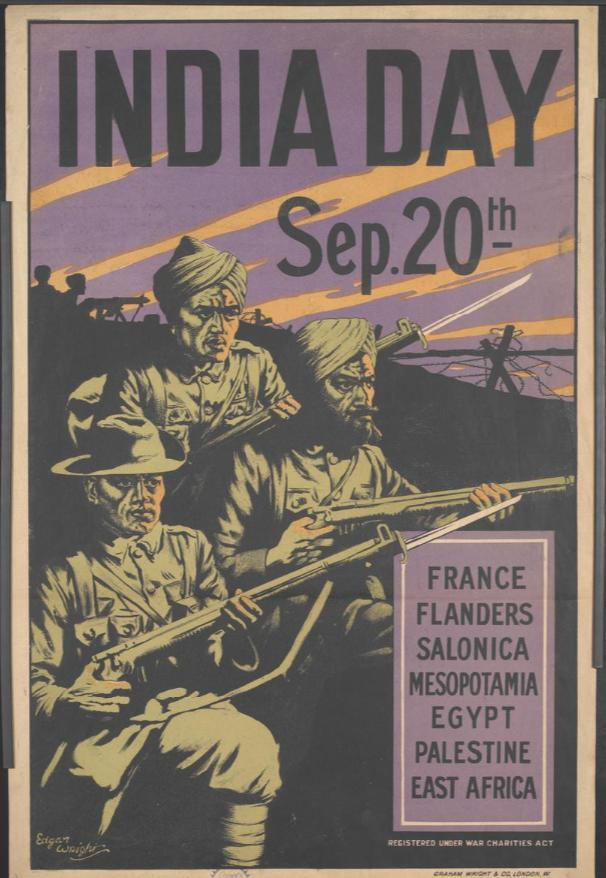 INDIA DAY
Sep. 20th
FRANCE
FLANDERS
SALONICA
MESOPOTAMIA
EGYPT
PALESTINE
EAST AFRICA
REGISTERED UNDER WAR CHARITIES ACT
Edgar
Wright
GRAHAM WRIGHT & CO, LONDON, W.